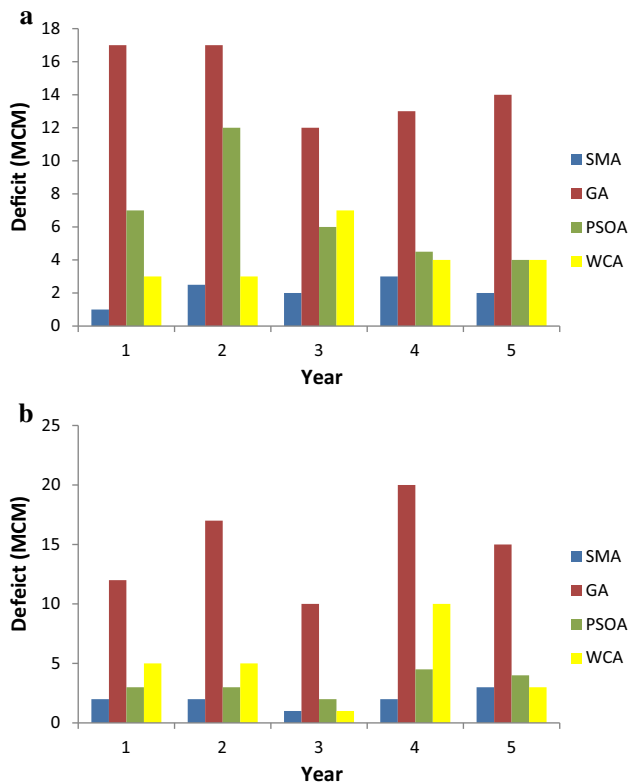 a
18
16
14
12
10
8
6
4
2
0
Deficit (MCM)
1 2 3 4 5
Year
SMA
GA
PSOA
WCA
b
25
20
15
10
5
0
Defeict (MCM)
1 2 3 4 5
Year
SMA
GA
PSOA
WCA